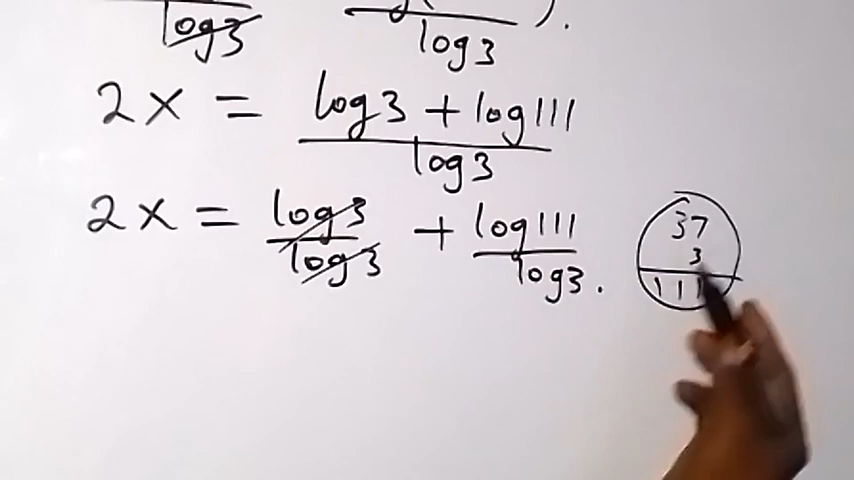 log3 log3 ).
2x = log3 + log111
log3
2x = log3 + log111
log3 log3.
37
3
111